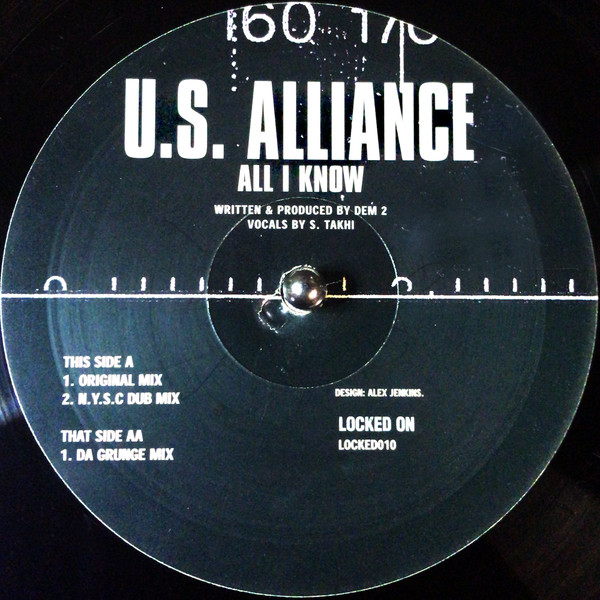 160 170
U.S. ALLIANCE
ALL I KNOW
WRITTEN & PRODUCED BY DEM 2
VOCALS BY S. TAKHI
THIS SIDE A
1. ORIGINAL MIX
2. N.Y.S.C DUB MIX
THAT SIDE AA
1. DA GRUNGE MIX
DESIGN: ALEX JENKINS.
LOCKED ON
LOCKED010